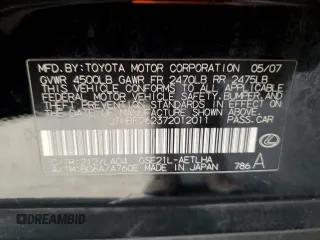 MFD.BY:TOYOTA MOTOR CORPORATION 05/07
GVWR 4500LB GAWR FR 2470LB RR 2475LB
THIS VEHICLE CONFORMS TO ALL APPLICABLE
FEDERAL MOTOR VEHICLE SAFETY, BUMPER, AND
THEFT PREVENTION STANDARDS IN EFFECT ON
THE DATE OF MANUFACTURE SHOWN ABOVE.
PASS.CAR
GSE21L-AETLHA
MADE IN JAPAN 786 A